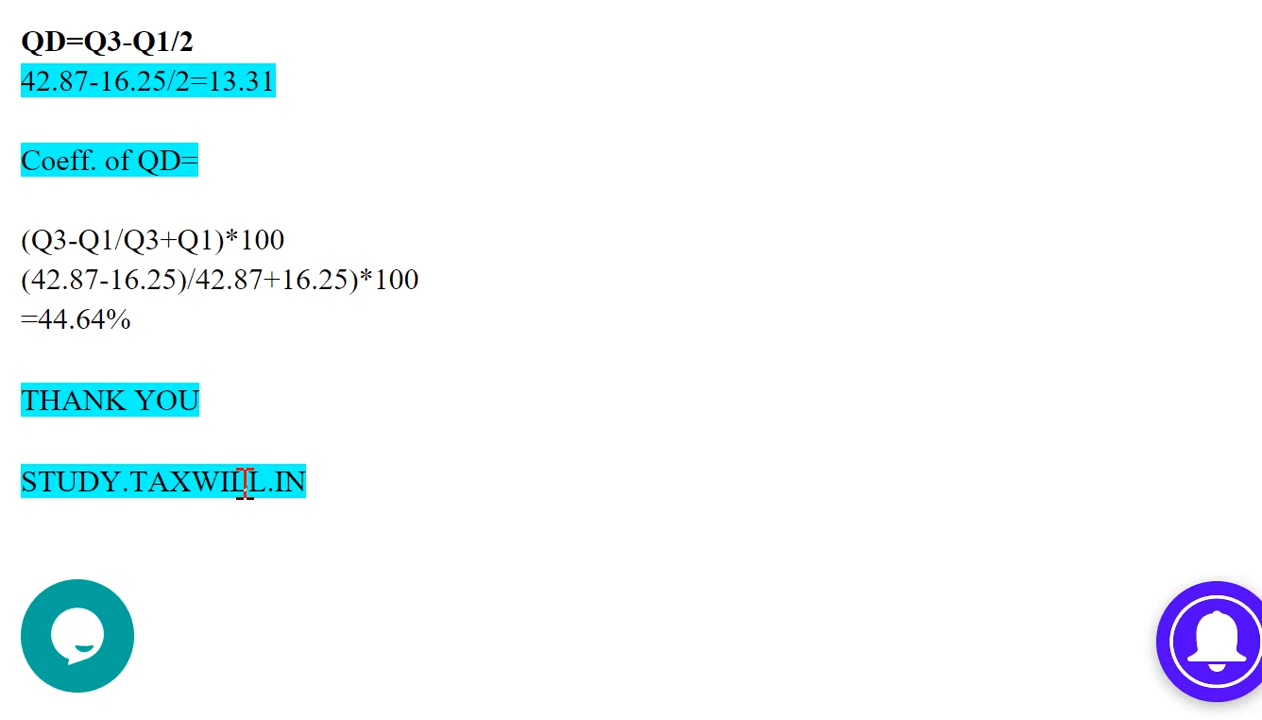 QD=Q3-Q1/2
42.87-16.25/2=13.31
Coeff. of QD=
(Q3-Q1/Q3+Q1)*100
(42.87-16.25)/42.87+16.25)*100
=44.64%
THANK YOU
STUDY.TAXWILL.IN